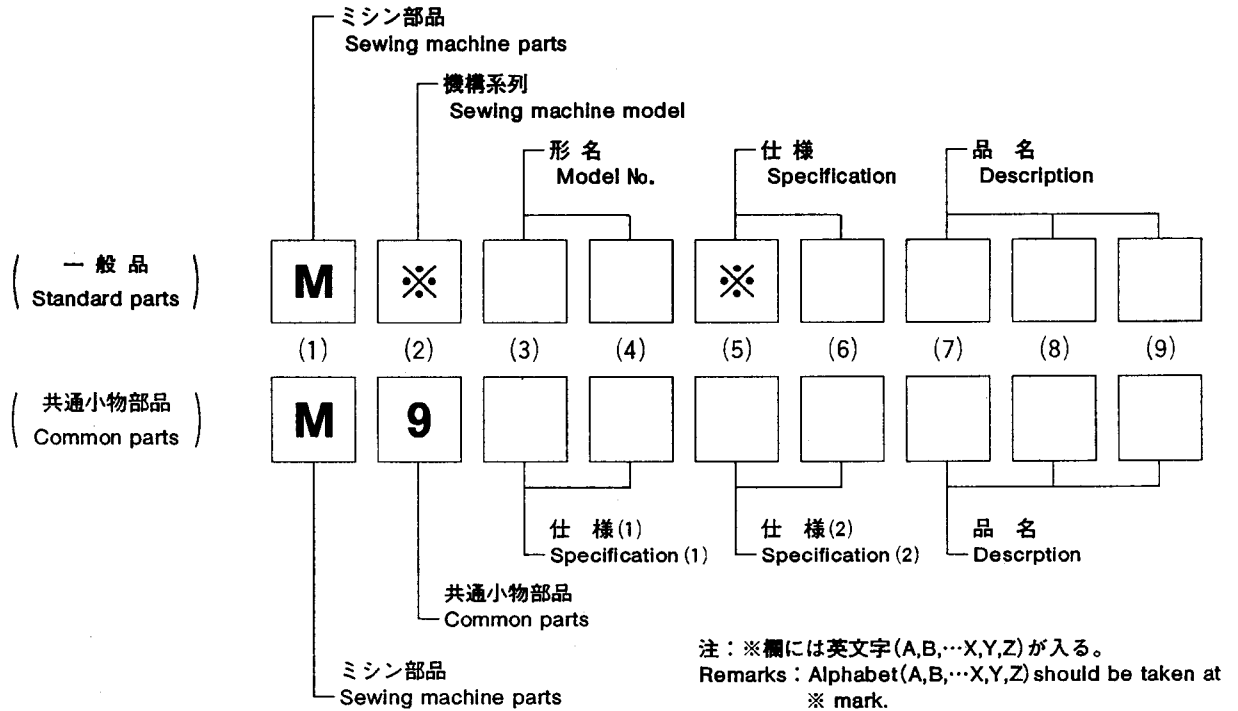 ミシン部品
Sewing machine parts
機構系列
Sewing machine model
形 名
Model No.
仕 様
Specification
品 名
Description
一 般 品
Standard parts
M ※ ※
(1) (2) (3) (4) (5) (6) (7) (8) (9)
共通小物部品
Common parts
M 9
仕 様(1)
Specification (1)
仕 様(2)
Specification (2)
品 名
Descrption
共通小物部品
Common parts
ミシン部品
Sewing machine parts
注：※欄には英文字(A,B,…X,Y,Z)が入る。
Remarks：Alphabet(A,B,…X,Y,Z)should be taken at
※ mark.